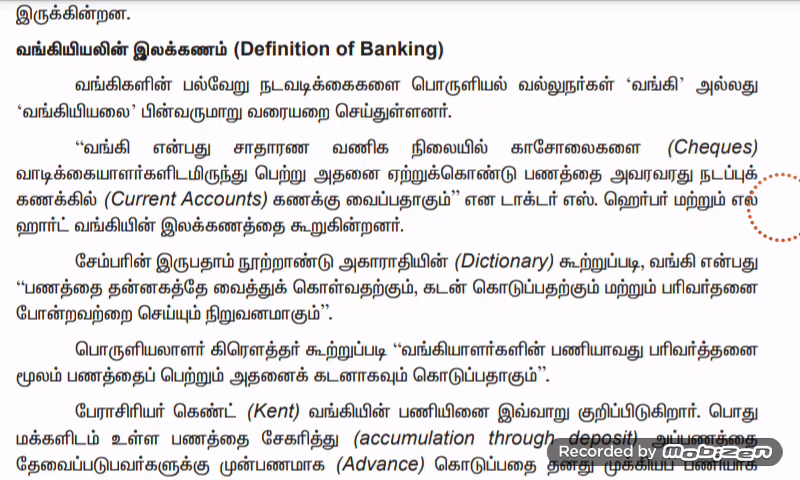 இருக்கின்றன.
வங்கியியலின் இலக்கணம் (Definition of Banking)
வங்கிகளின் பல்வேறு நடவடிக்கைகளை பொருளியல் வல்லுநர்கள் ‘வங்கி’ அல்லது
‘வங்கியியலை’ பின்வருமாறு வரையறை செய்துள்ளனர்.
“வங்கி என்பது சாதாரண வணிக நிலையில் காசோலைகளை (Cheques)
வாடிக்கையாளர்களிடமிருந்து பெற்று அதனை ஏற்றுக்கொண்டு பணத்தை அவரவரது நடப்புக்
கணக்கில் (Current Accounts) கணக்கு வைப்பதாகும்” என டாக்டர் எஸ். ஹெர்பர் மற்றும் எல்
ஹார்ட் வங்கியின் இலக்கணத்தை கூறுகின்றனர்.
சேம்பரின் இருபதாம் நூற்றாண்டு அகாராதியின் (Dictionary) கூற்றுப்படி, வங்கி என்பது
“பணத்தை தன்னகத்தே வைத்துக் கொள்வதற்கும், கடன் கொடுப்பதற்கும் மற்றும் பரிவர்தனை
போன்றவற்றை செய்யும் நிறுவனமாகும்”.
பொருளியலாளர் கிரௌத்தர் கூற்றுப்படி “வங்கியாளர்களின் பணியாவது பரிவர்த்தனை
மூலம் பணத்தைப் பெற்றும் அதனைக் கடனாகவும் கொடுப்பதாகும்”.
பேராசிரியர் கெண்ட் (Kent) வங்கியின் பணியினை இவ்வாறு குறிப்பிடுகிறார். பொது
மக்களிடம் உள்ள பணத்தை சேகரித்து (accumulation through deposit) அப்பணத்தை
தேவைப்படுபவர்களுக்கு முன்பணமாக (Advance) கொடுப்பதை தனது முக்கியப் பணியாக
Recorded by mobizen